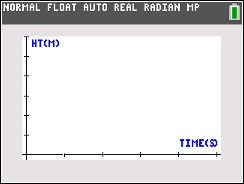 NORMAL FLOAT AUTO REAL RADIAN MP
HT(M)
TIME(S)